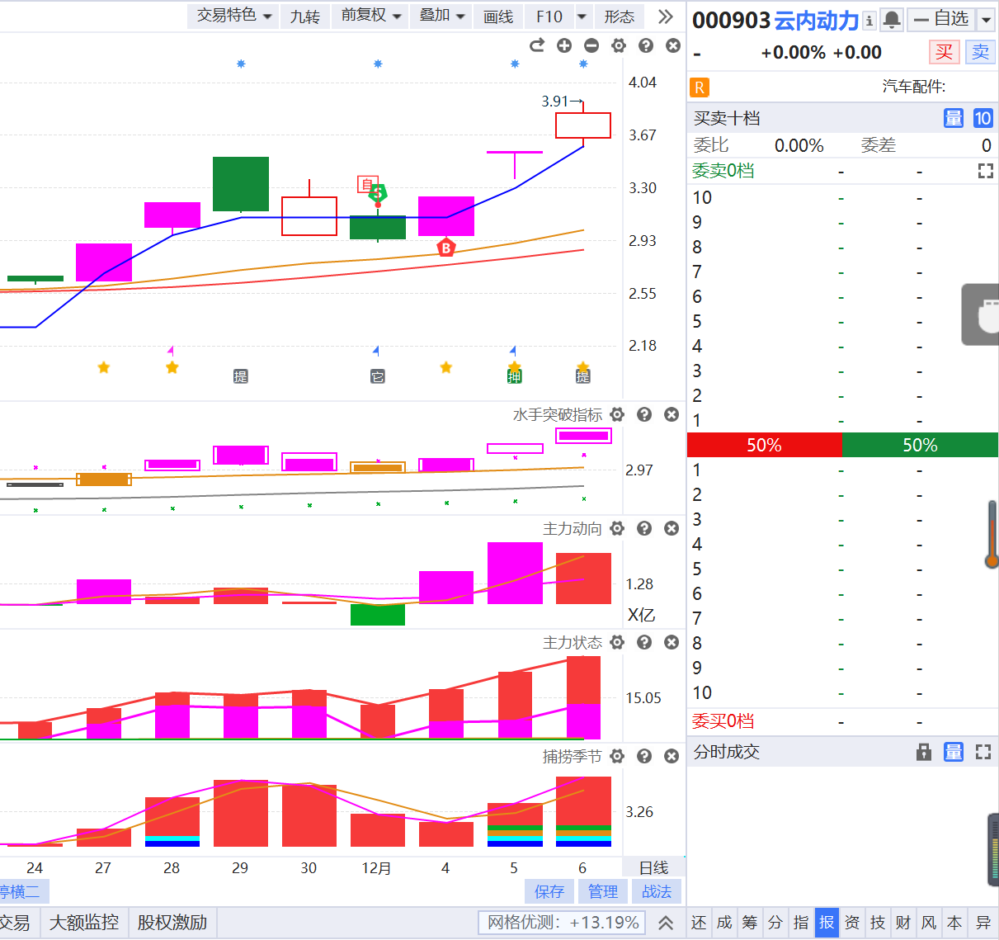 交易特色 九转 前复权 叠加 画线 F10 形态
000903 云内动力 自选
- +0.00% +0.00 买 卖
R 汽车配件:
买卖十档 量 10
委比 0.00% 委差 0
委卖0档 - -
10 - -
9 - -
8 - -
7 - -
6 - -
5 - -
4 - -
3 - -
2 - -
1 - -
50% 50%
1 - -
2 - -
3 - -
4 - -
5 - -
6 - -
7 - -
8 - -
9 - -
10 - -
委买0档 - -
分时成交 量
4.04
3.91→
3.67
3.30
自
2.93
B
2.55
2.18
提 它 押 提
水手突破指标
2.97
主力动向
1.28
X亿
主力状态
15.05
捕捞季节
3.26
24 27 28 29 30 12月 4 5 6 日线
停横二 保存 管理 战法
交易 大额监控 股权激励 网格优测: +13.19% 还 成 筹 分 指 报 资 技 财 风 本 异